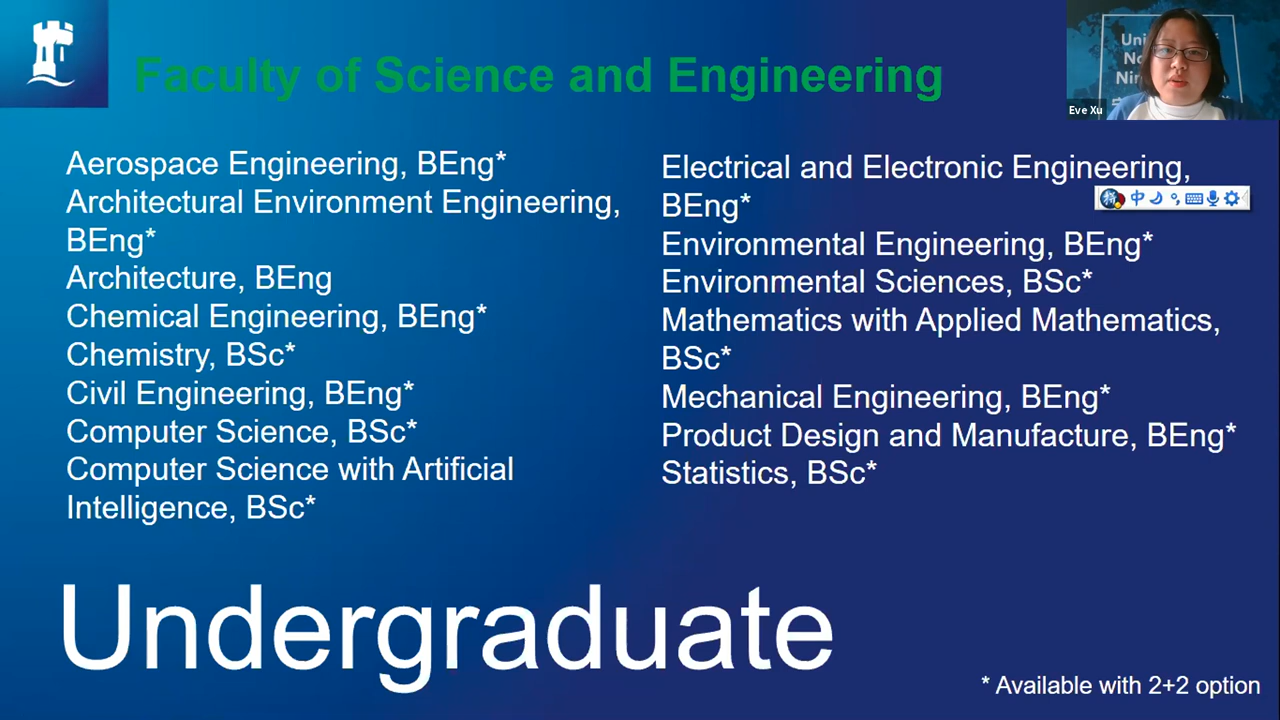 Faculty of Science and Engineering
Eve Xu
Aerospace Engineering, BEng*
Architectural Environment Engineering,
BEng*
Architecture, BEng
Chemical Engineering, BEng*
Chemistry, BSc*
Civil Engineering, BEng*
Computer Science, BSc*
Computer Science with Artificial
Intelligence, BSc*
Electrical and Electronic Engineering,
BEng*
中
Environmental Engineering, BEng*
Environmental Sciences, BSc*
Mathematics with Applied Mathematics,
BSc*
Mechanical Engineering, BEng*
Product Design and Manufacture, BEng*
Statistics, BSc*
Undergraduate
* Available with 2+2 option